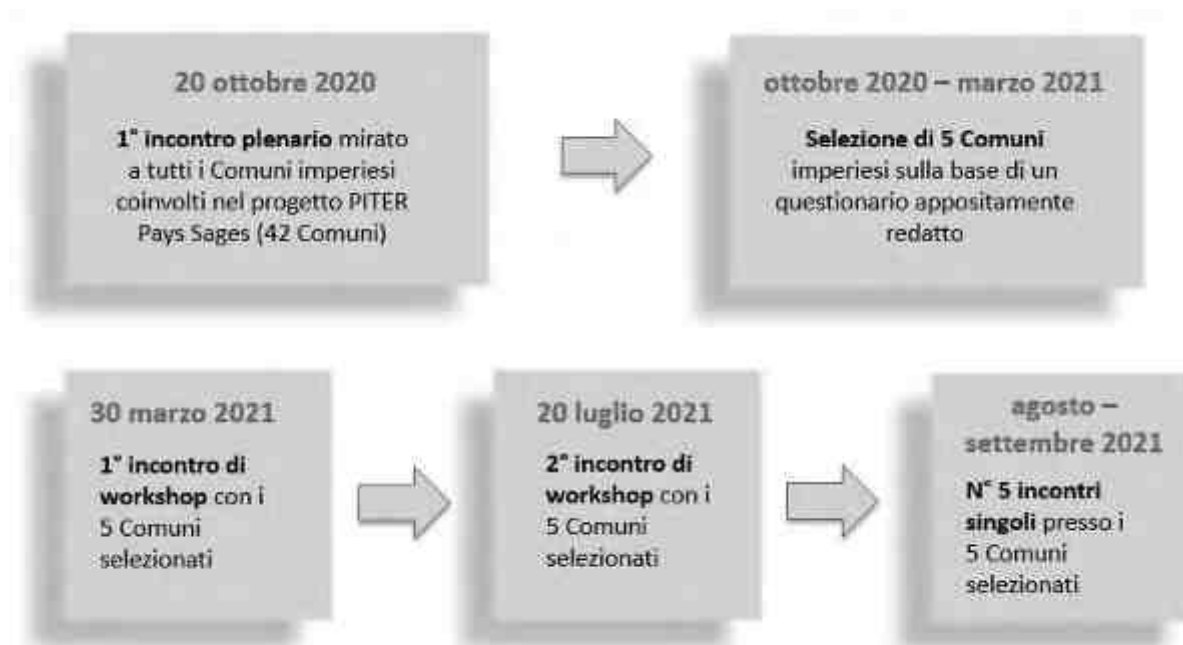 20 ottobre 2020
1° incontro plenario mirato
a tutti i Comuni imperiesi
coinvolti nel progetto PITER
Pays Sages (42 Comuni)
ottobre 2020 – marzo 2021
Selezione di 5 Comuni
imperiesi sulla base di un
questionario appositamente
redatto
30 marzo 2021
1° incontro di
workshop con i
5 Comuni
selezionati
20 luglio 2021
2° incontro di
workshop con i
5 Comuni
selezionati
agosto –
settembre 2021
N° 5 incontri
singoli presso i
5 Comuni
selezionati